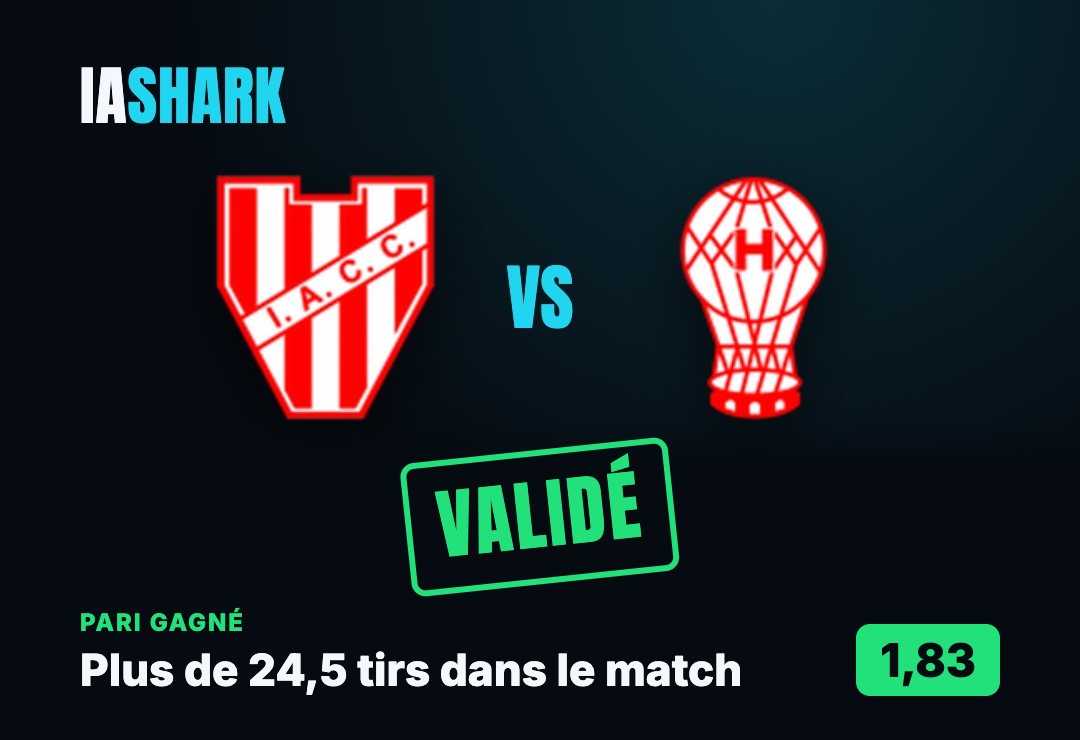 IASHARK
I. A. C. C.
VS
H
VALIDÉ
PARI GAGNÉ
Plus de 24,5 tirs dans le match
1,83